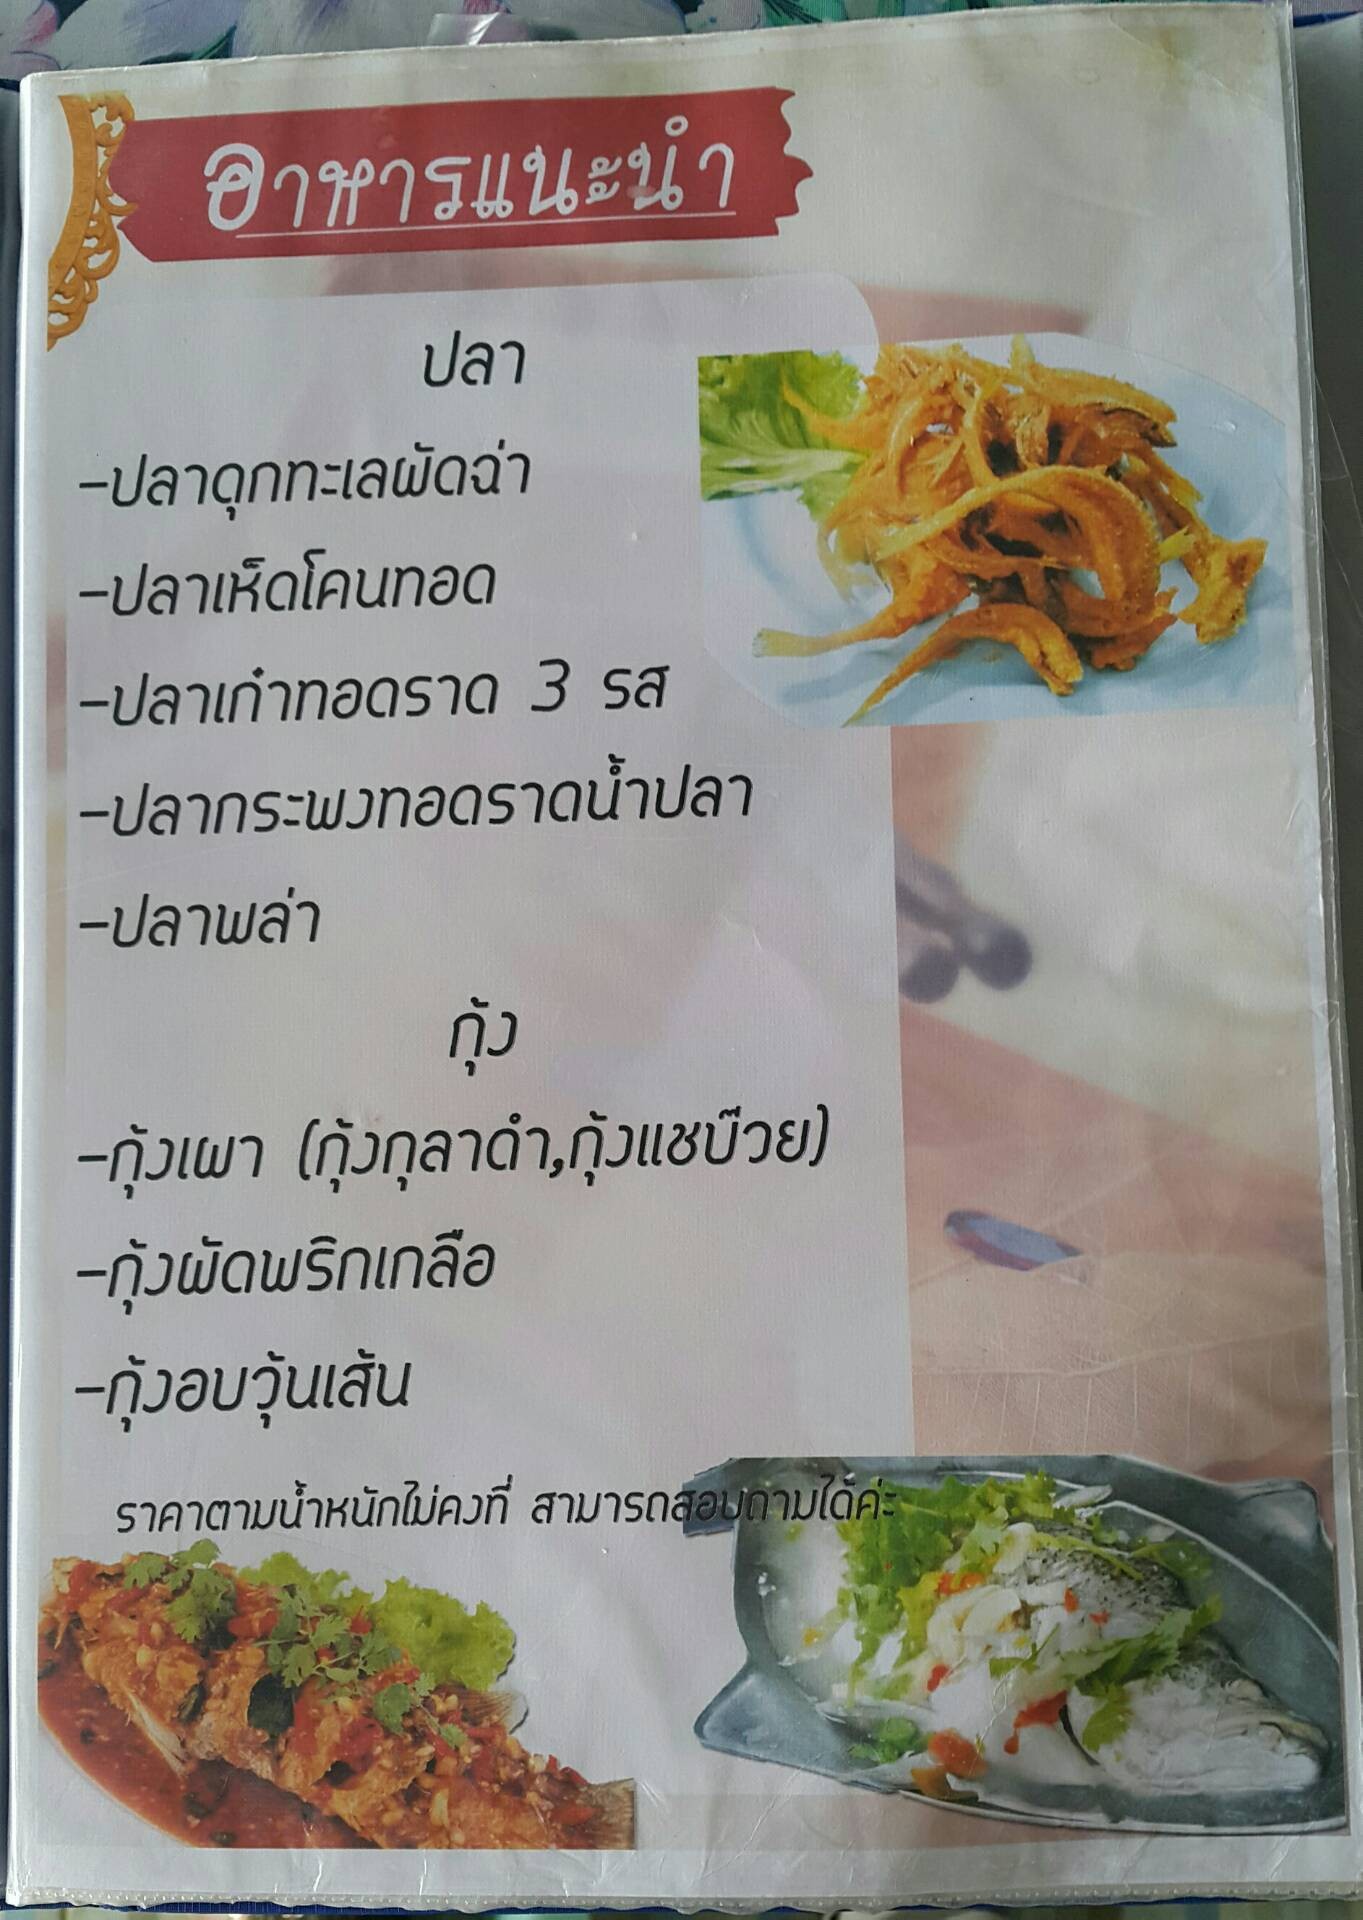 อาหารแนะนำ
ปลา
-ปลาดุกทะเลผัดฉ่า
-ปลาเห็ดโคนทอด
-ปลาเก๋าทอดราด 3 รส
-ปลากระพงทอดราดน้ำปลา
-ปลาพล่า
กุ้ง
-กุ้งเผา (กุ้งกุลาดำ,กุ้งแชบ๊วย)
-กุ้งผัดพริกเกลือ
-กุ้งอบวุ้นเส้น
ราคาตามน้ำหนักไม่คงที่ สามารถสอบถามได้ค่ะ